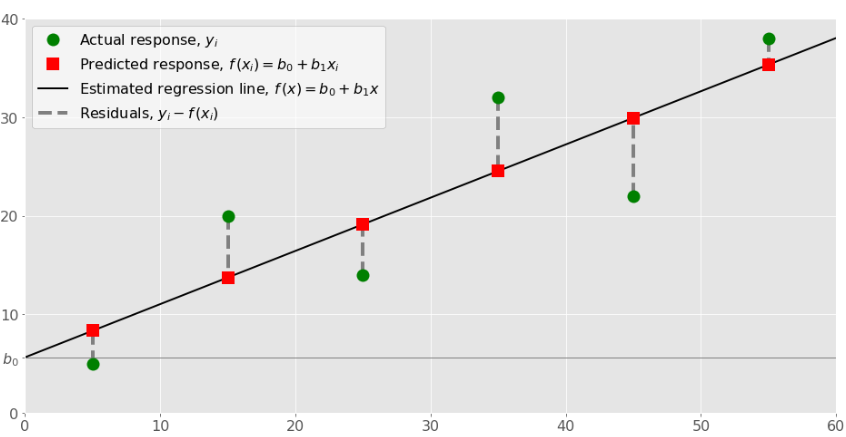 40
Actual response, yᵢ
Predicted response, f(xᵢ) = b₀ + b₁xᵢ
Estimated regression line, f(x) = b₀ + b₁x
Residuals, yᵢ − f(xᵢ)
30
20
10
b₀
0
0 10 20 30 40 50 60